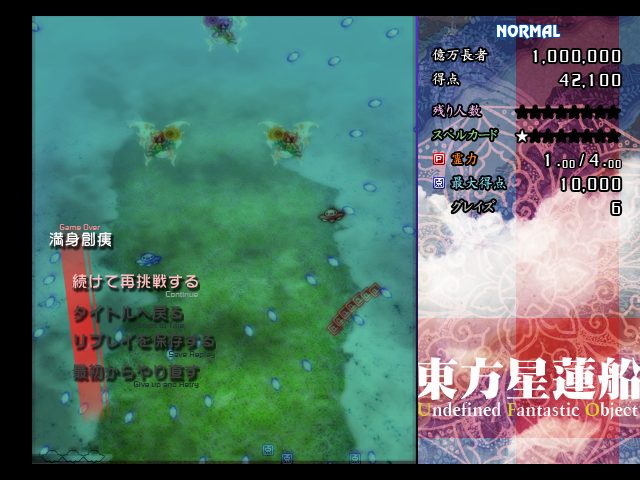 NORMAL
億万長者 1,000,000
得点 42,100
残り人数
スペルカード
P 霊力 1.00/4.00
最大得点 10,000
グレイズ 6
Game Over
満身創痍
続けて再挑戦する
Continue
タイトルへ戻る
リプレイを保存する
Save Replay
最初からやり直す
Give up and Retry
東方星蓮船
Undefined Fantastic Object